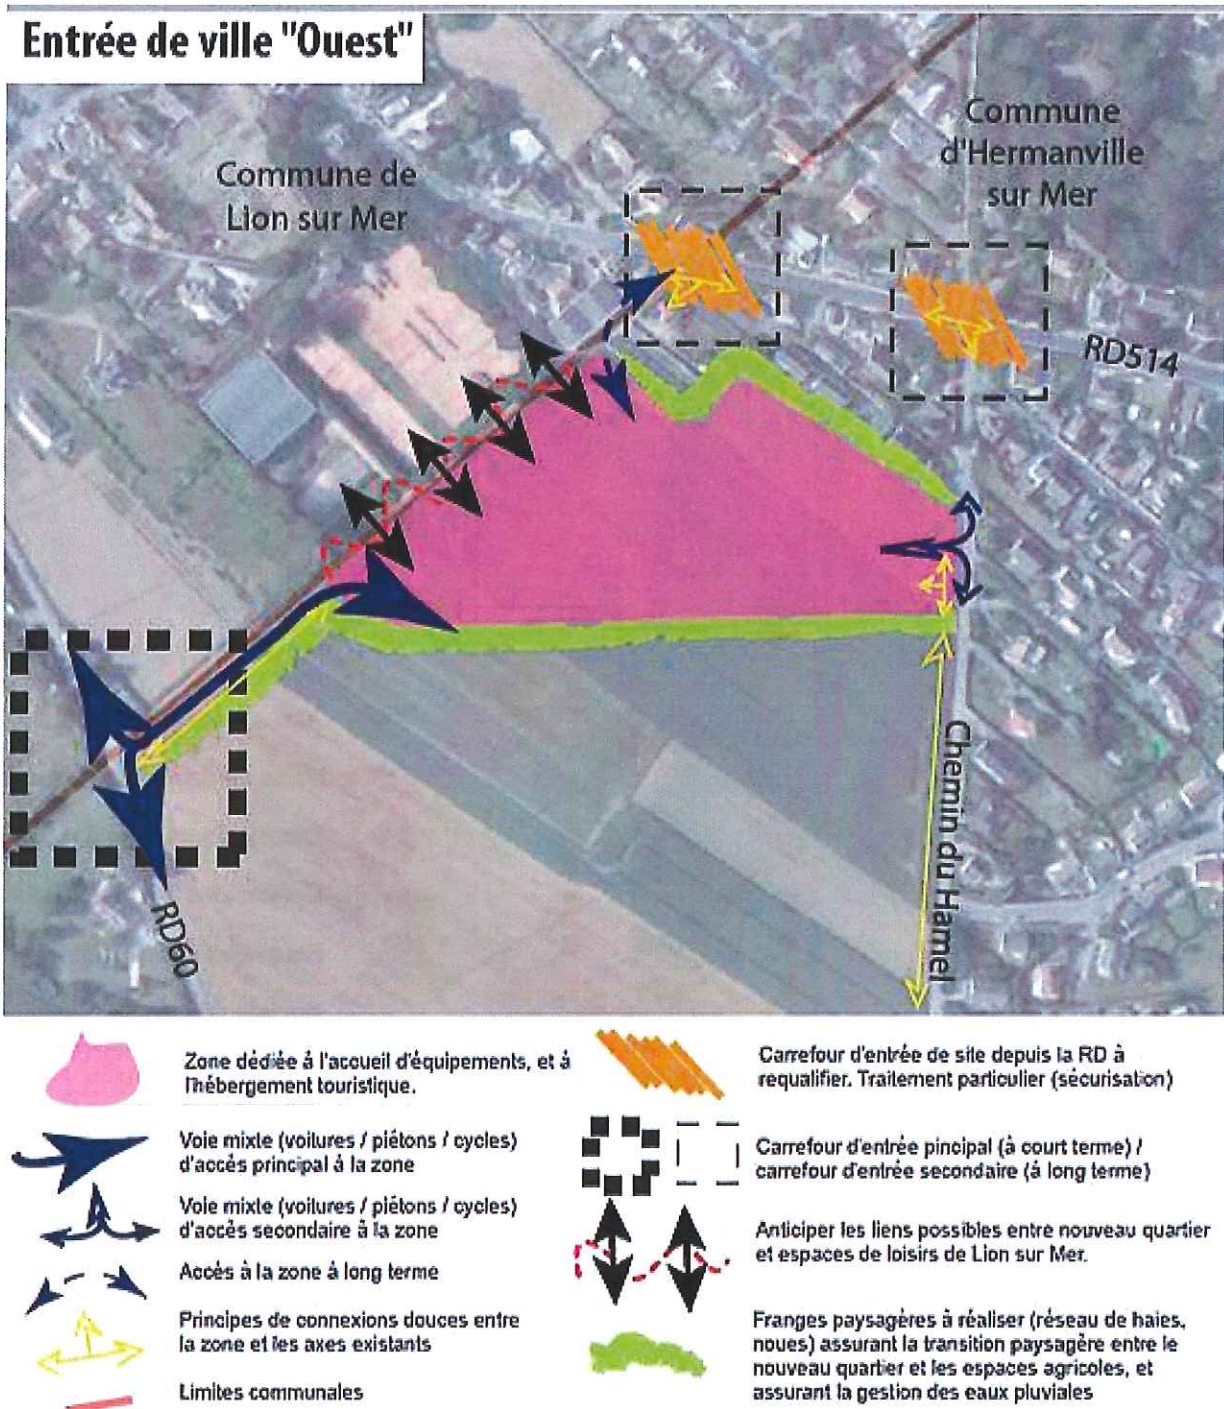 Entrée de ville "Ouest"
Commune
d'Hermanville
sur Mer
Commune de
Lion sur Mer
RD514
Chemin du Hamel
RD60
Zone dédiée à l'accueil d'équipements, et à
l'hébergement touristique.
Voie mixte (voitures / piétons / cycles)
d'accès principal à la zone
Voie mixte (voitures / piétons / cycles)
d'accès secondaire à la zone
Accès à la zone à long terme
Principes de connexions douces entre
la zone et les axes existants
Limites communales
Carrefour d'entrée de site depuis la RD à
requalifier. Traitement particulier (sécurisation)
Carrefour d'entrée pincipal (à court terme) /
carrefour d'entrée secondaire (à long terme)
Anticiper les liens possibles entre nouveau quartier
et espaces de loisirs de Lion sur Mer.
Franges paysagères à réaliser (réseau de haies,
noues) assurant la transition paysagère entre le
nouveau quartier et les espaces agricoles, et
assurant la gestion des eaux pluviales